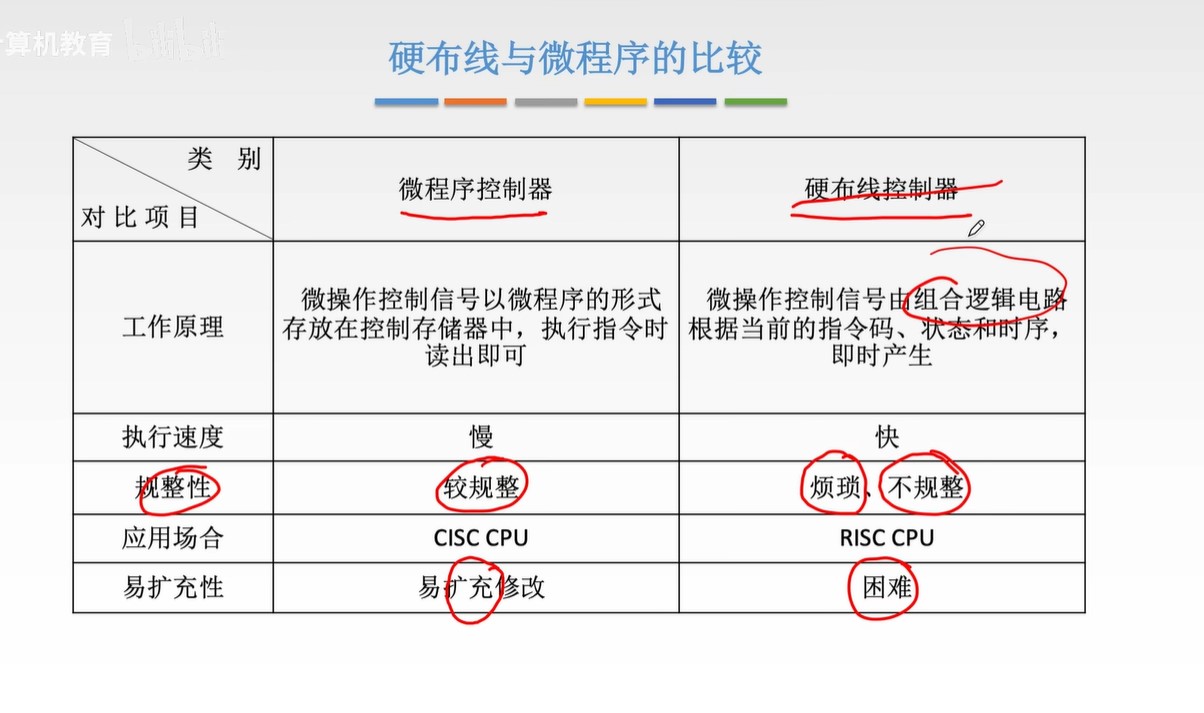 计算机教育
硬布线与微程序的比较
类 别
对比项目
微程序控制器
硬布线控制器
工作原理
微操作控制信号以微程序的形式
存放在控制存储器中，执行指令时
读出即可
微操作控制信号由组合逻辑电路
根据当前的指令码、状态和时序，
即时产生
执行速度
慢
快
规整性
较规整
烦琐、不规整
应用场合
CISC CPU
RISC CPU
易扩充性
易扩充修改
困难